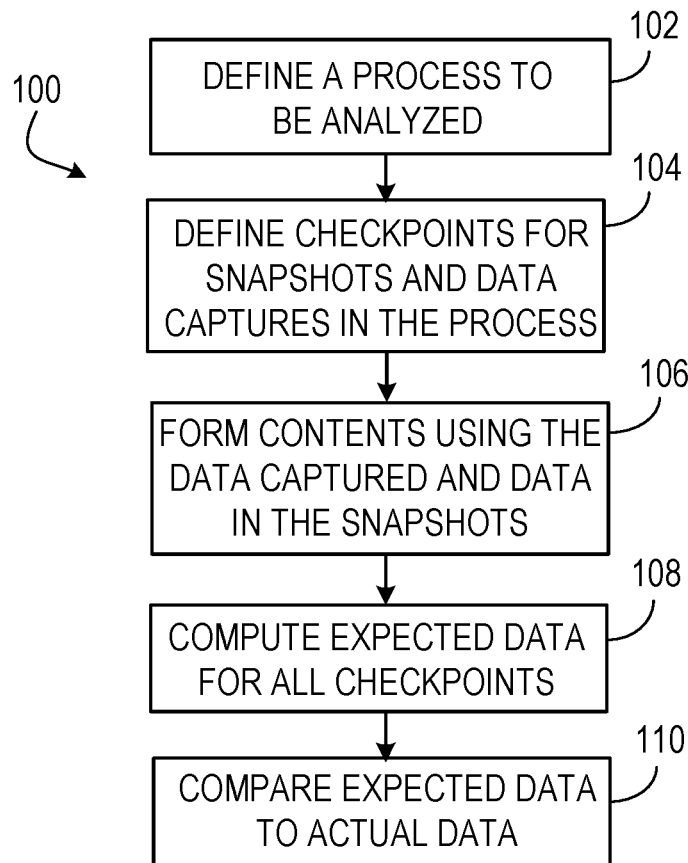 102
DEFINE A PROCESS TO
BE ANALYZED
100
104
DEFINE CHECKPOINTS FOR
SNAPSHOTS AND DATA
CAPTURES IN THE PROCESS
106
FORM CONTENTS USING THE
DATA CAPTURED AND DATA
IN THE SNAPSHOTS
108
COMPUTE EXPECTED DATA
FOR ALL CHECKPOINTS
110
COMPARE EXPECTED DATA
TO ACTUAL DATA